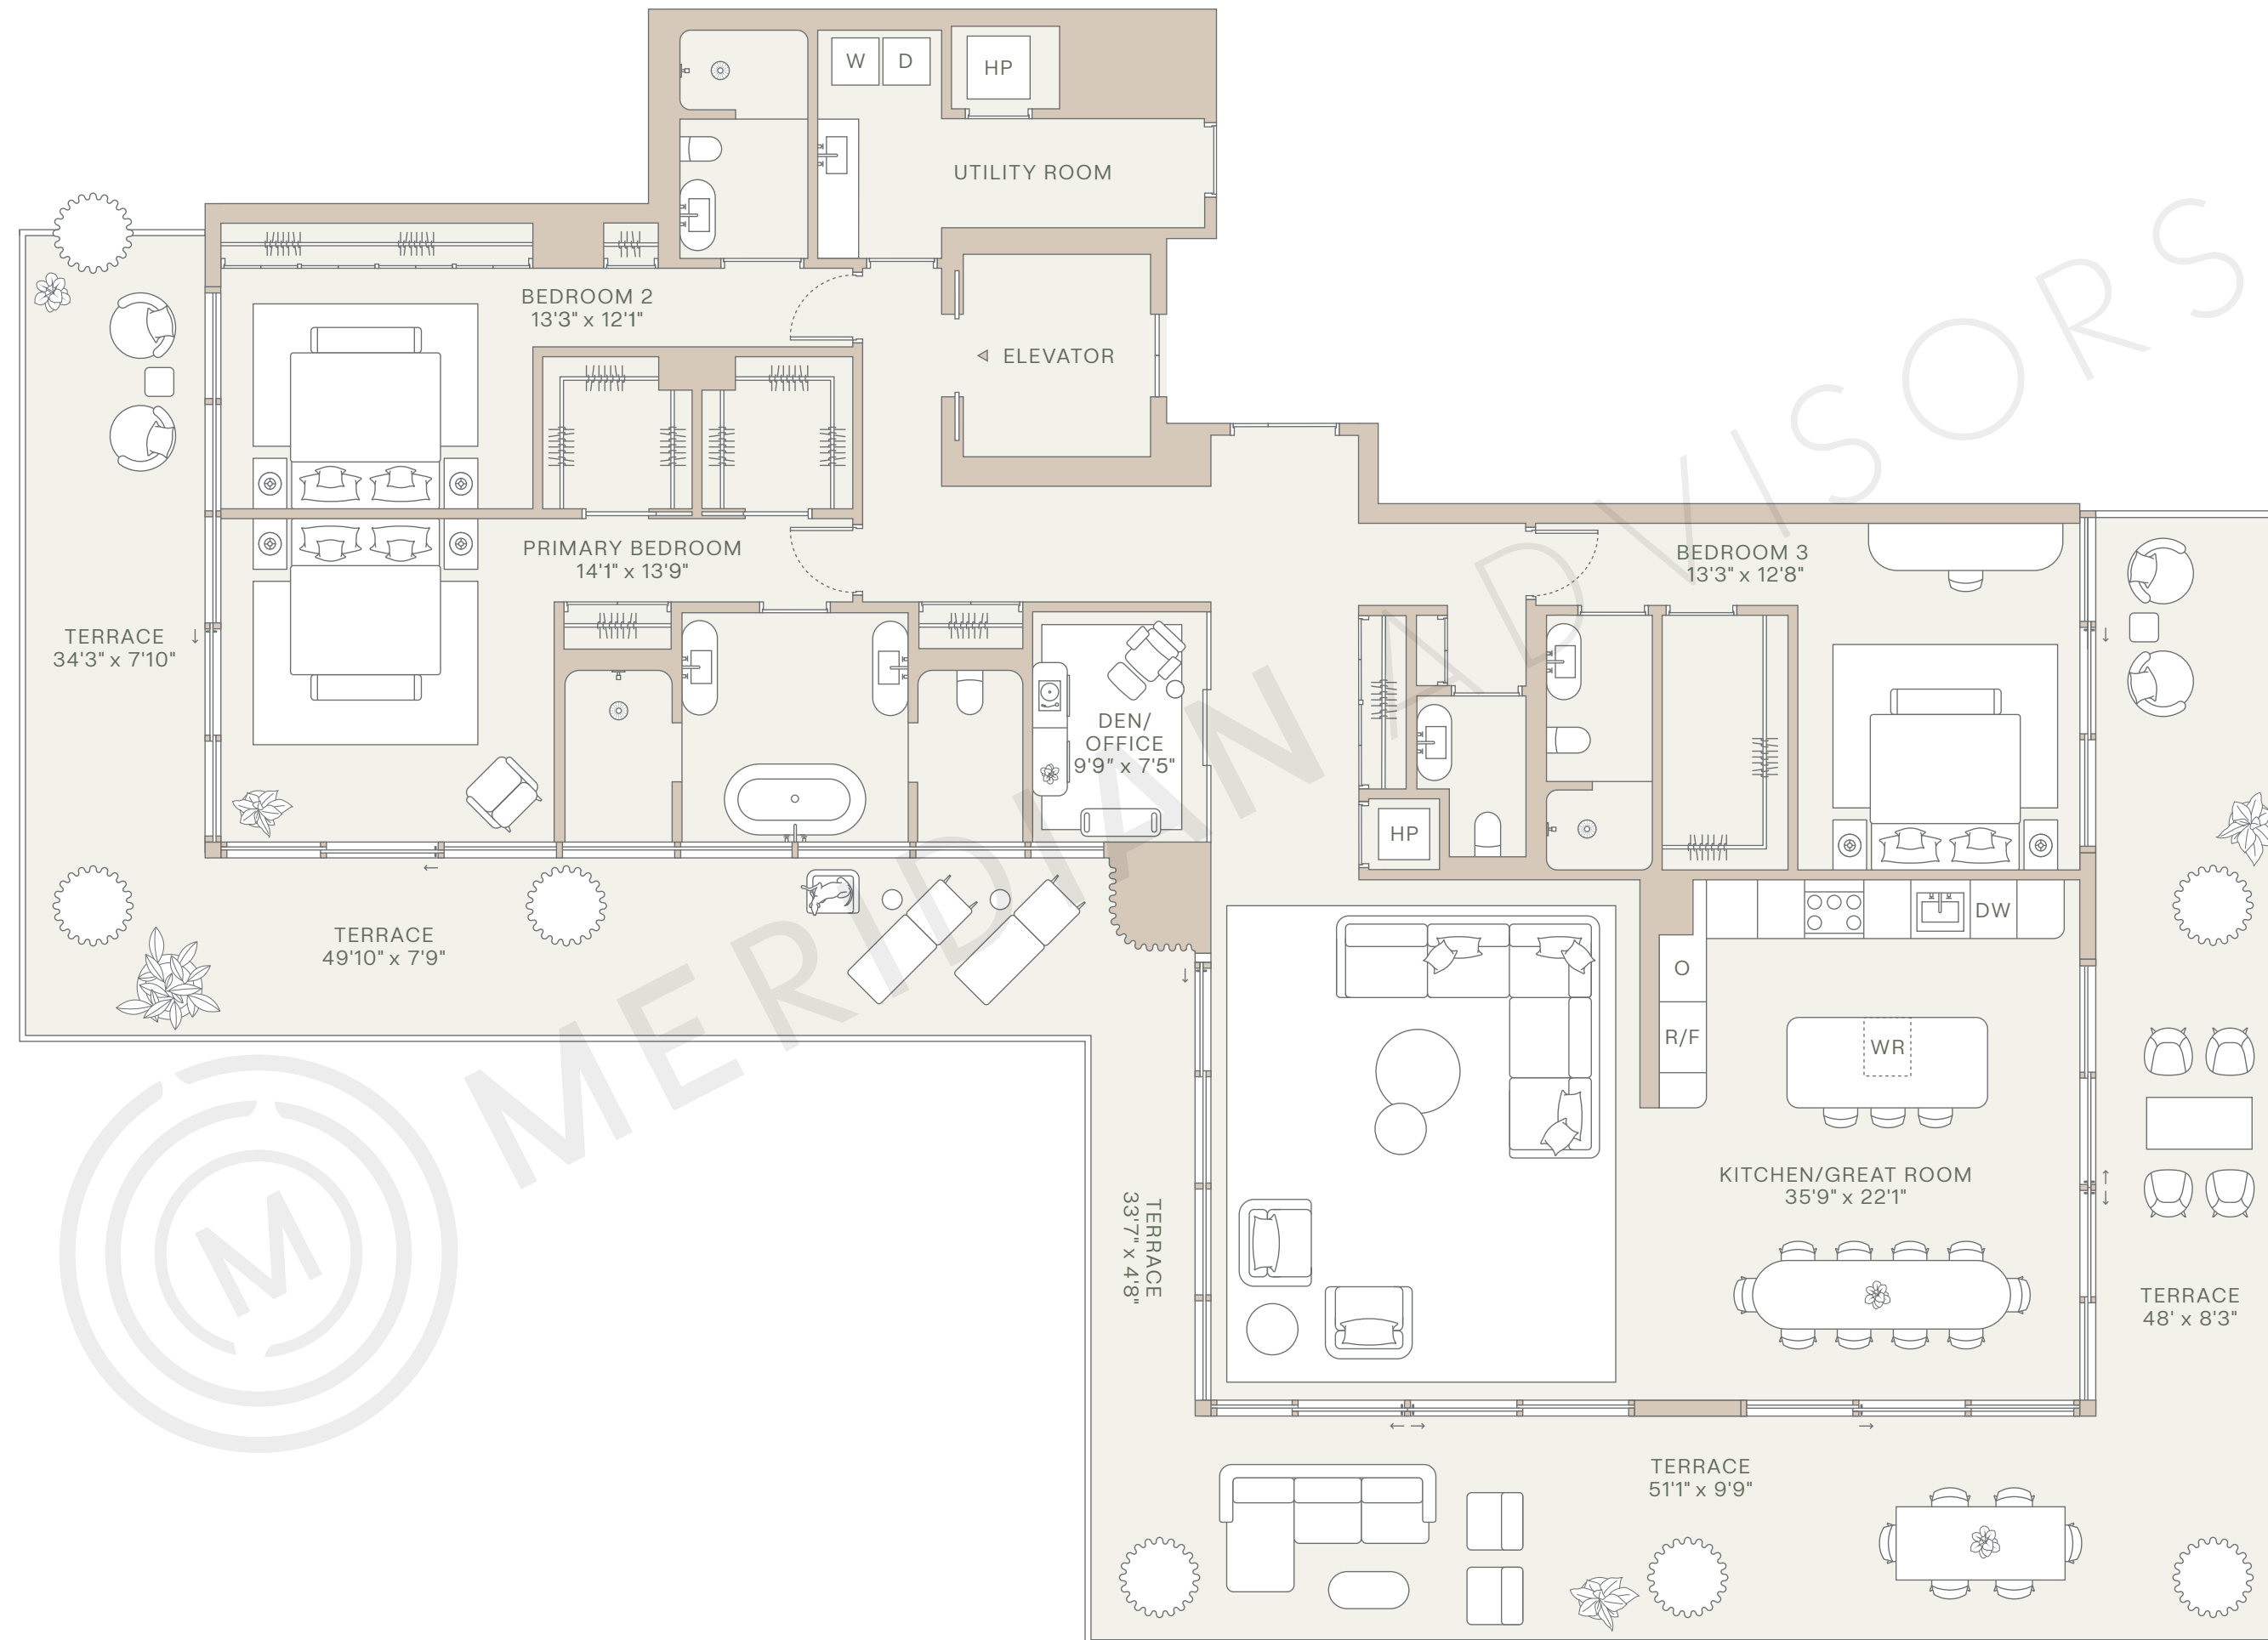 W
D
HP
UTILITY ROOM
BEDROOM 2
13'3" x 12'1"
ELEVATOR
PRIMARY BEDROOM
14'1" x 13'9"
BEDROOM 3
13'3" x 12'8"
TERRACE
34'3" x 7'10"
DEN/
OFFICE
9'9" x 7'5"
HP
TERRACE
49'10" x 7'9"
DW
O
R/F
WR
KITCHEN/GREAT ROOM
35'9" x 22'1"
TERRACE
33'7" x 4'8"
TERRACE
48' x 8'3"
TERRACE
51'1" x 9'9"
M
MERIDIAN ADVISORS